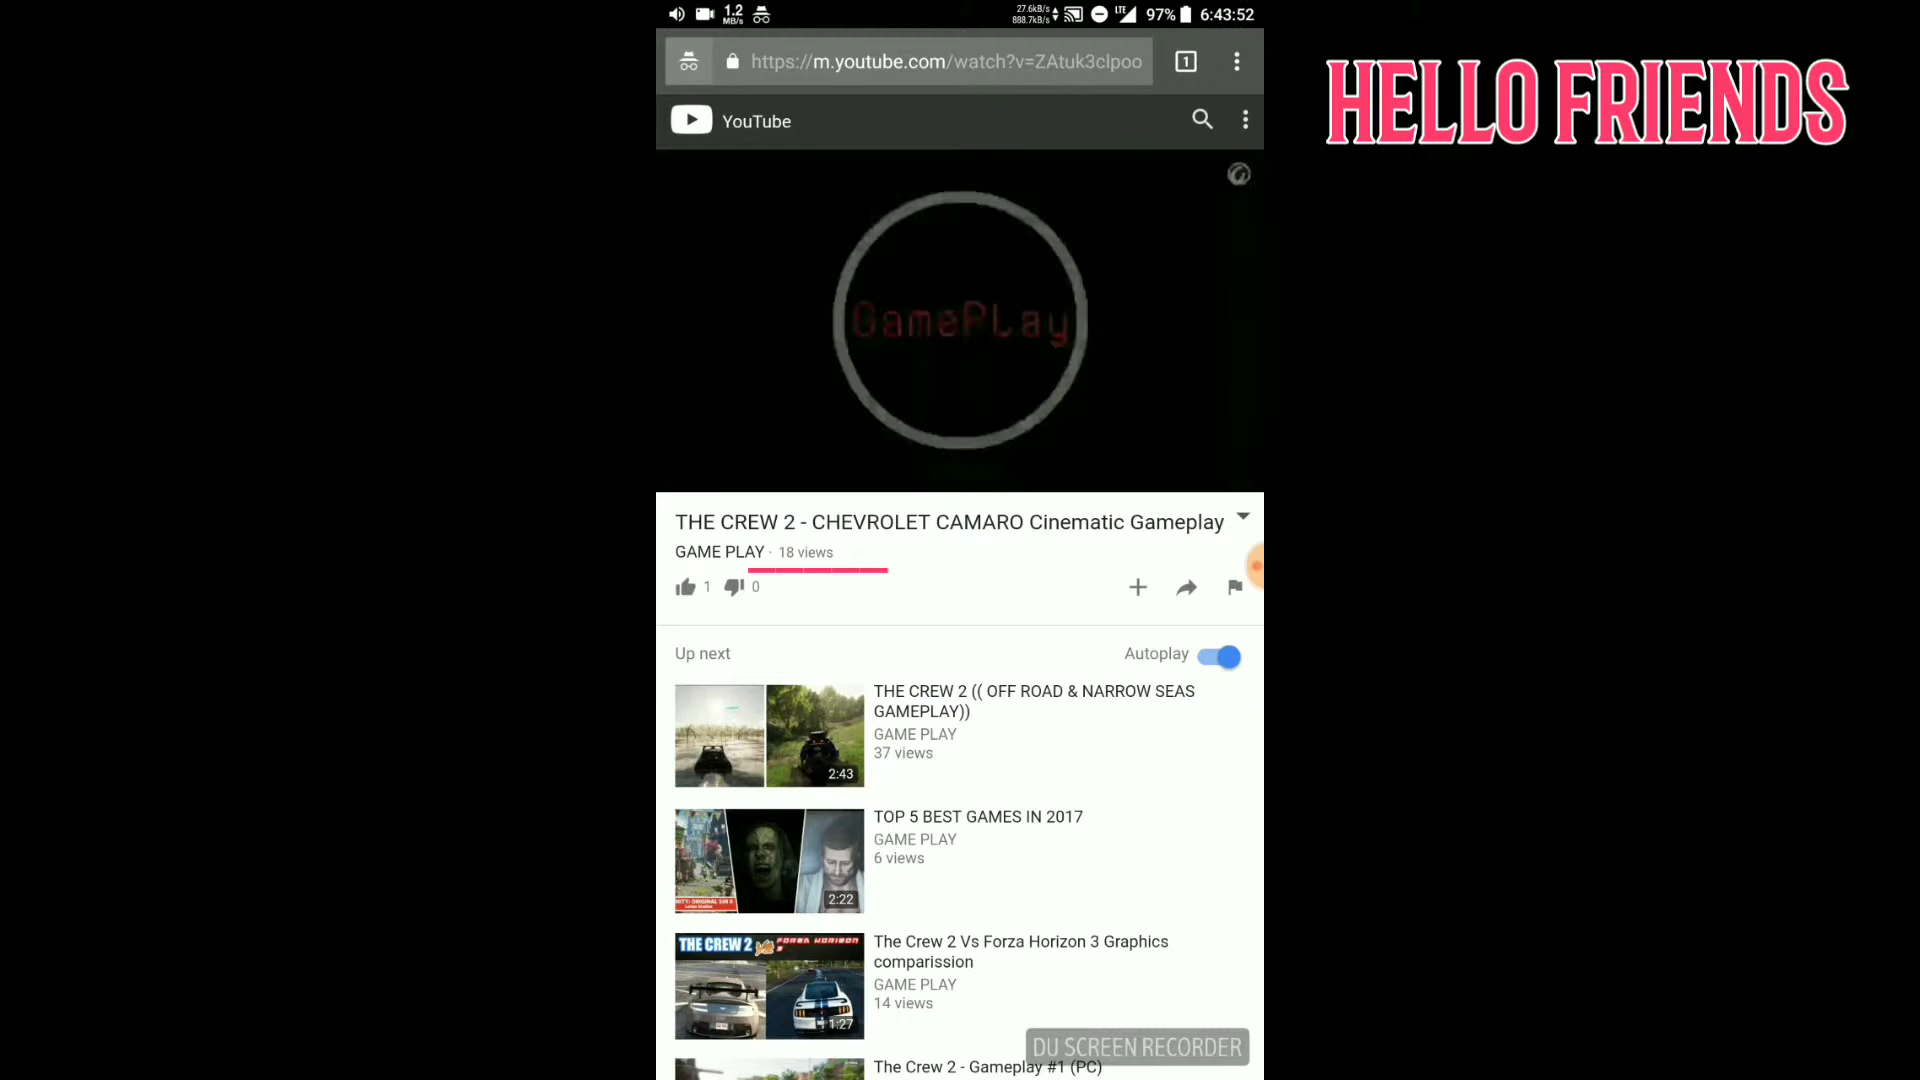 1.2
MB/s
27.6kB/s
888.7kB/s
LTE
97%
6:43:52
https://m.youtube.com/watch?v=ZAtuk3clpoo
1
HELLO FRIENDS
YouTube
GamePLay
THE CREW 2 - CHEVROLET CAMARO Cinematic Gameplay
GAME PLAY · 18 views
1
0
Up next
Autoplay
THE CREW 2 (( OFF ROAD & NARROW SEAS
GAMEPLAY))
GAME PLAY
37 views
2:43
TOP 5 BEST GAMES IN 2017
GAME PLAY
6 views
2:22
THE CREW 2 VS FORZA HORIZON 3
The Crew 2 Vs Forza Horizon 3 Graphics
comparission
GAME PLAY
14 views
1:27
DU SCREEN RECORDER
The Crew 2 - Gameplay #1 (PC)